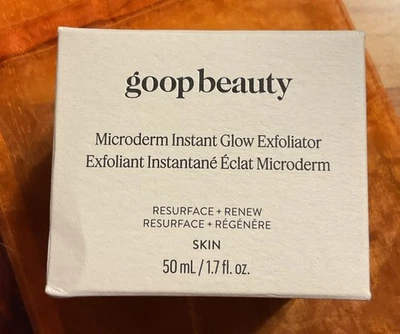 goop beauty
Microderm Instant Glow Exfoliator
Exfoliant Instantané Éclat Microderm
RESURFACE + RENEW
RESURFACE + RÉGÉNÈRE
SKIN
50 mL / 1.7 fl. oz.